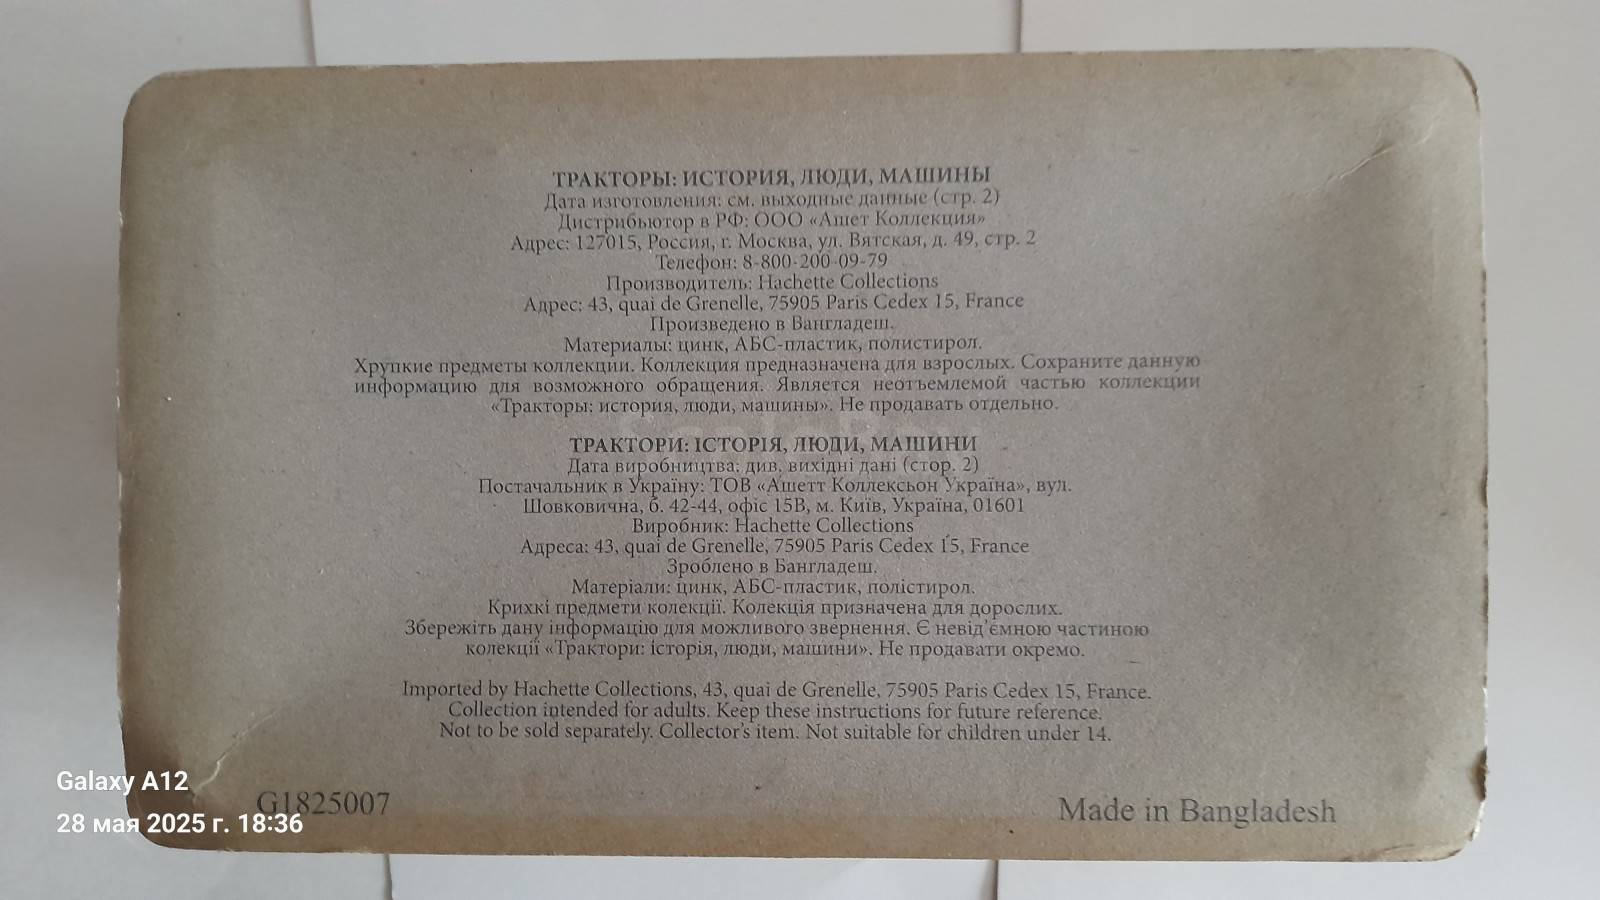 ТРАКТОРЫ: ИСТОРИЯ, ЛЮДИ, МАШИНЫ
Дата изготовления: см. выходные данные (стр. 2)
Дистрибьютор в РФ: ООО «Ашет Коллекция»
Адрес: 127015, Россия, г. Москва, ул. Вятская, д. 49, стр. 2
Телефон: 8-800-200-09-79
Производитель: Hachette Collections
Адрес: 43, quai de Grenelle, 75905 Paris Cedex 15, France
Произведено в Бангладеш.
Материалы: цинк, АБС-пластик, полистирол.
Хрупкие предметы коллекции. Коллекция предназначена для взрослых. Сохраните данную
информацию для возможного обращения. Является неотъемлемой частью коллекции
«Тракторы: история, люди, машины». Не продавать отдельно.
ТРАКТОРИ: ІСТОРІЯ, ЛЮДИ, МАШИНИ
Дата виробництва: див. вихідні дані (стор. 2)
Постачальник в Україну: ТОВ «Ашетт Коллексьон Україна», вул.
Шовковична, б. 42-44, офіс 15В, м. Київ, Україна, 01601
Виробник: Hachette Collections
Адреса: 43, quai de Grenelle, 75905 Paris Cedex 15, France
Зроблено в Бангладеш.
Матеріали: цинк, АБС-пластик, полістирол.
Крихкі предмети колекції. Колекція призначена для дорослих.
Збережіть дану інформацію для можливого звернення. Є невід’ємною частиною
колекції «Трактори: історія, люди, машини». Не продавати окремо.
Imported by Hachette Collections, 43, quai de Grenelle, 75905 Paris Cedex 15, France.
Collection intended for adults. Keep these instructions for future reference.
Not to be sold separately. Collector's item. Not suitable for children under 14.
Galaxy A12
G1825007
28 мая 2025 г. 18:36
Made in Bangladesh